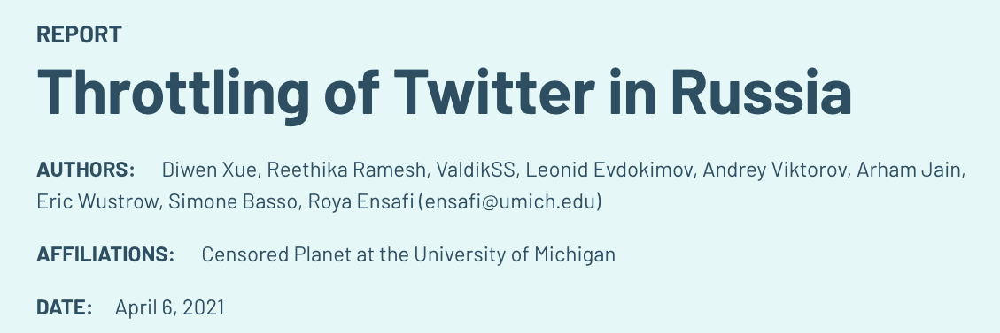 REPORT
Throttling of Twitter in Russia
AUTHORS: Diwen Xue, Reethika Ramesh, ValdikSS, Leonid Evdokimov, Andrey Viktorov, Arham Jain,
Eric Wustrow, Simone Basso, Roya Ensafi (ensafi@umich.edu)
AFFILIATIONS: Censored Planet at the University of Michigan
DATE: April 6, 2021